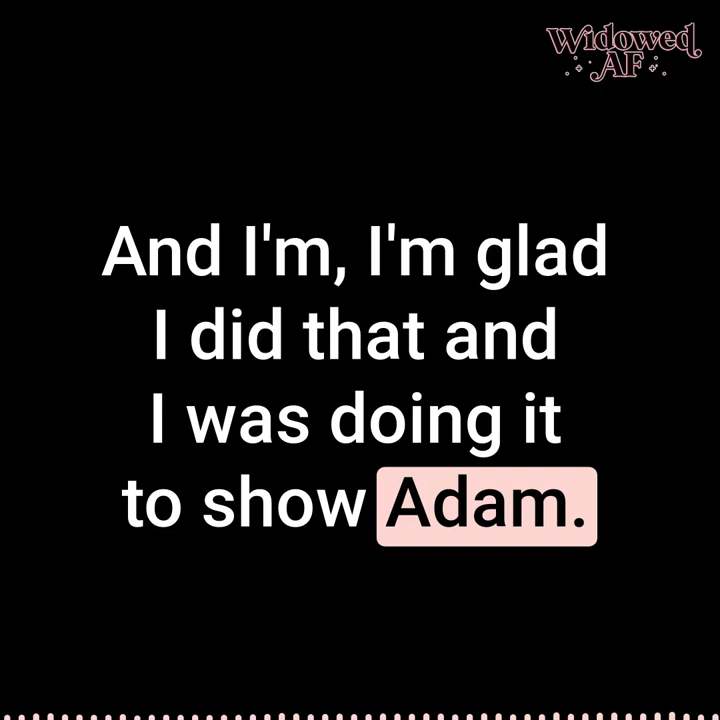 Widowed
AF
And I'm, I'm glad
I did that and
I was doing it
to show Adam.